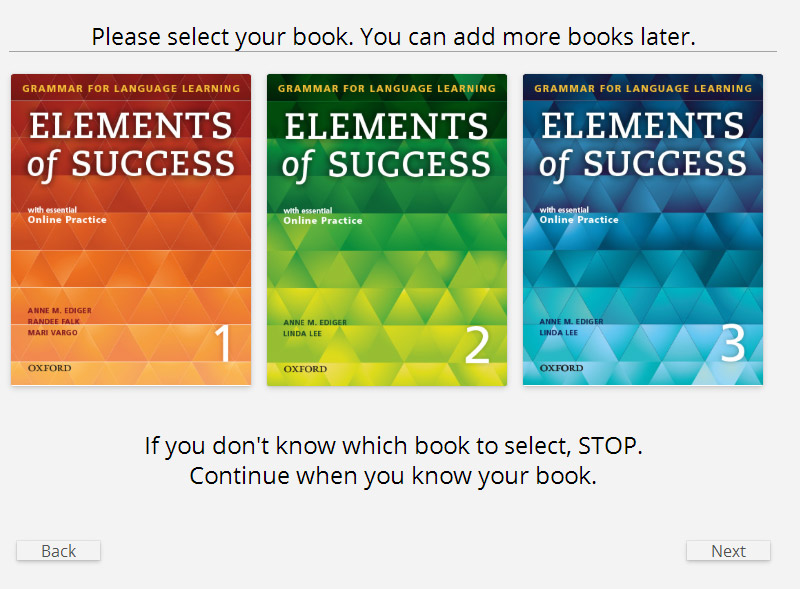 Please select your book. You can add more books later.
GRAMMAR FOR LANGUAGE LEARNING
ELEMENTS
of SUCCESS
with essential
Online Practice
ANNE M. EDIGER
RANDEE FALK
MARI VARGO
1
OXFORD
GRAMMAR FOR LANGUAGE LEARNING
ELEMENTS
of SUCCESS
with essential
Online Practice
ANNE M. EDIGER
LINDA LEE
2
OXFORD
GRAMMAR FOR LANGUAGE LEARNING
ELEMENTS
of SUCCESS
with essential
Online Practice
ANNE M. EDIGER
LINDA LEE
3
OXFORD
If you don't know which book to select, STOP.
Continue when you know your book.
Back
Next